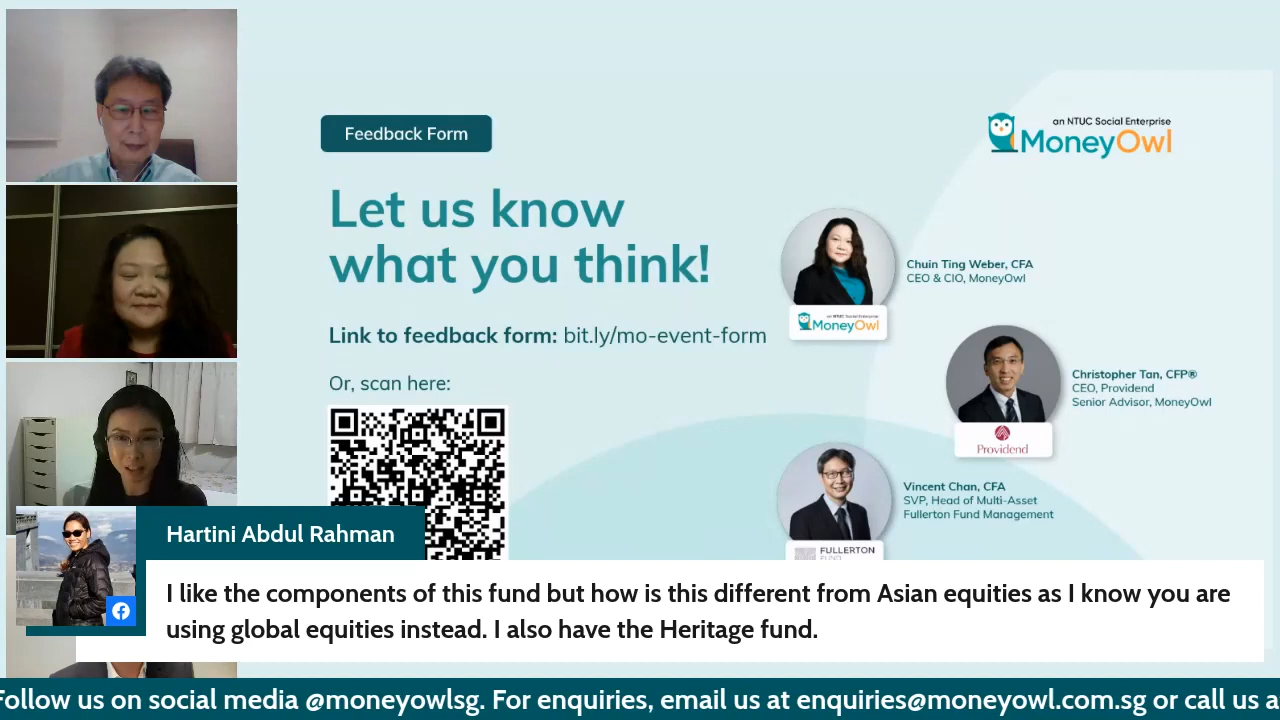 Feedback Form
an NTUC Social Enterprise
MoneyOwl
Let us know
what you think!
Link to feedback form: bit.ly/mo-event-form
Or, scan here:
Chuin Ting Weber, CFA
CEO & CIO, MoneyOwl
an NTUC Social Enterprise
MoneyOwl
Christopher Tan, CFP®
CEO, Providend
Senior Advisor, MoneyOwl
Providend
Vincent Chan, CFA
SVP, Head of Multi-Asset
Fullerton Fund Management
FULLERTON
Hartini Abdul Rahman
I like the components of this fund but how is this different from Asian equities as I know you are
using global equities instead. I also have the Heritage fund.
Follow us on social media @moneyowlsg. For enquiries, email us at enquiries@moneyowl.com.sg or call us a